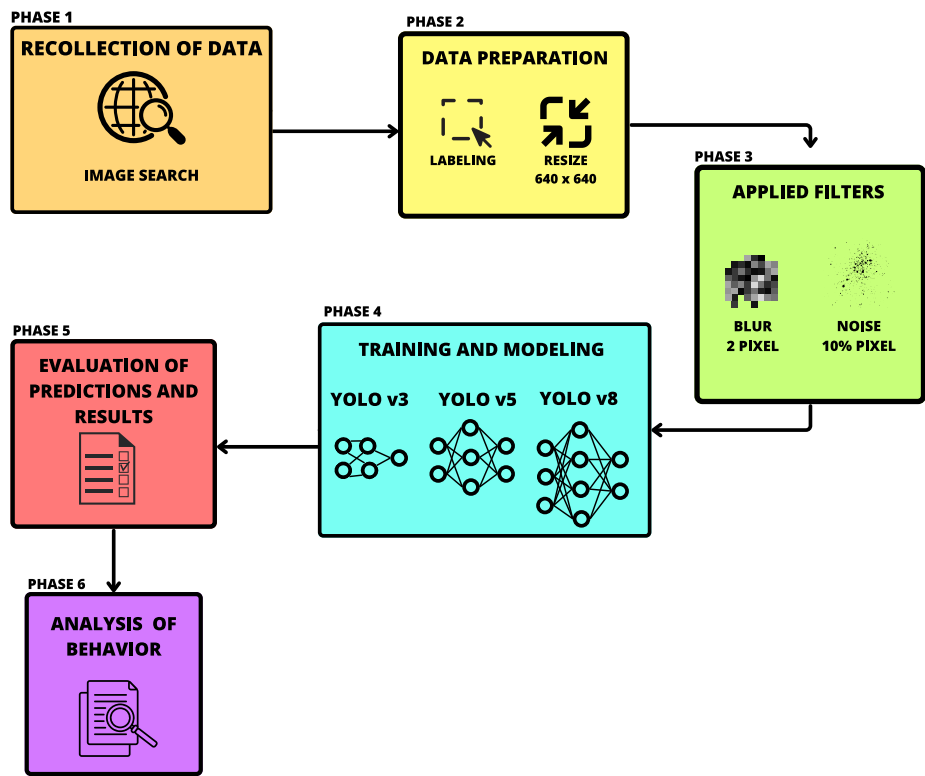 PHASE 1
RECOLLECTION OF DATA
IMAGE SEARCH
PHASE 2
DATA PREPARATION
LABELING
RESIZE
640 x 640
PHASE 3
APPLIED FILTERS
BLUR
2 PIXEL
NOISE
10% PIXEL
PHASE 4
TRAINING AND MODELING
YOLO v3
YOLO v5
YOLO v8
PHASE 5
EVALUATION OF
PREDICTIONS AND
RESULTS
PHASE 6
ANALYSIS OF
BEHAVIOR